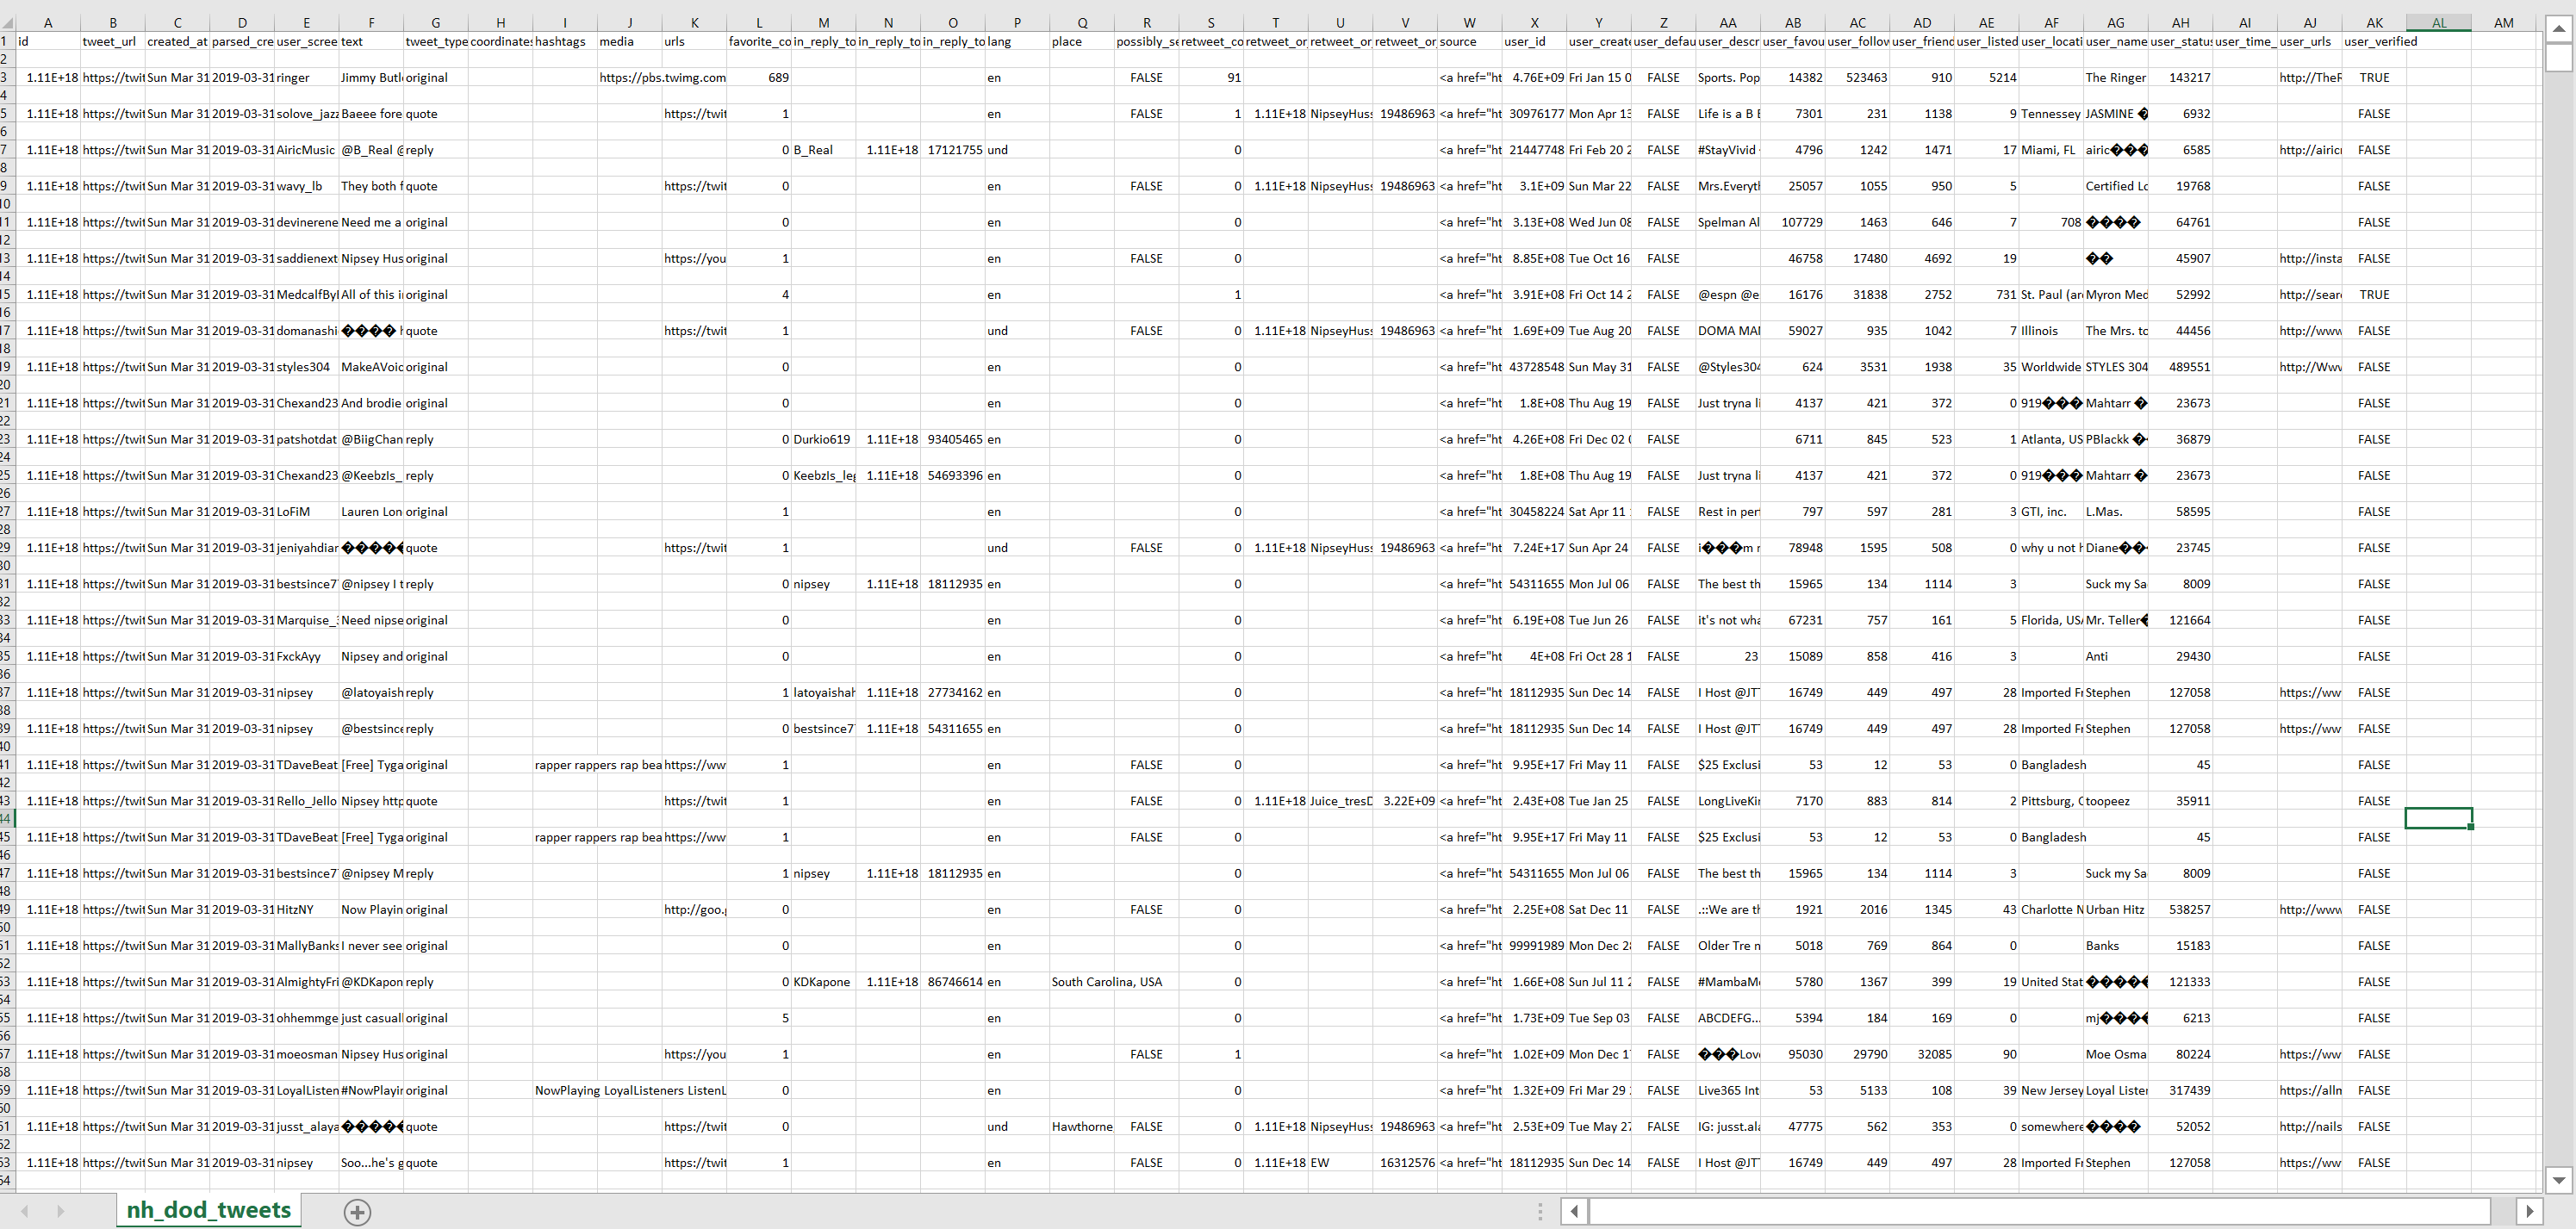 A B C D E F G H I J K L M N O P Q R S T U V W X Y Z AA AB AC AD AE AF AG AH AI AJ AK AL AM
1 id tweet_url created_at parsed_cre user_scree text tweet_type coordinates hashtags media urls favorite_co in_reply_to in_reply_to in_reply_to lang place possibly_se retweet_co retweet_or retweet_or retweet_or source user_id user_create user_defau user_descr user_favou user_follow user_friend user_listed user_locati user_name user_status user_time_ user_urls user_verified
2
3 1.11E+18 https://twit Sun Mar 31 2019-03-31 ringer Jimmy Butl original https://pbs.twimg.com 689 en FALSE 91 <a href="ht 4.76E+09 Fri Jan 15 0 FALSE Sports. Pop 14382 523463 910 5214 The Ringer 143217 http://TheR TRUE
4
5 1.11E+18 https://twit Sun Mar 31 2019-03-31 solove_jazz Baeee fore quote https://twit 1 en FALSE 1 1.11E+18 NipseyHuss 19486963 <a href="ht 30976177 Mon Apr 13 FALSE Life is a B E 7301 231 1138 9 Tennessey JASMINE � 6932 FALSE
6
7 1.11E+18 https://twit Sun Mar 31 2019-03-31 AiricMusic @B_Real @ reply 0 B_Real 1.11E+18 17121755 und 0 <a href="ht 21447748 Fri Feb 20 2 FALSE #StayVivid 4796 1242 1471 17 Miami, FL airic��� 6585 http://airic FALSE
8
9 1.11E+18 https://twit Sun Mar 31 2019-03-31 wavy_lb They both f quote https://twit 0 en FALSE 0 1.11E+18 NipseyHuss 19486963 <a href="ht 3.1E+09 Sun Mar 22 FALSE Mrs.Everyth 25057 1055 950 5 Certified Lo 19768 FALSE
10
11 1.11E+18 https://twit Sun Mar 31 2019-03-31 devinerene Need me a original 0 en 0 <a href="ht 3.13E+08 Wed Jun 08 FALSE Spelman Al 107729 1463 646 7 708 ���� 64761 FALSE
12
13 1.11E+18 https://twit Sun Mar 31 2019-03-31 saddienext Nipsey Hus original https://you 1 en FALSE 0 <a href="ht 8.85E+08 Tue Oct 16 FALSE 46758 17480 4692 19 �� 45907 http://insta FALSE
14
15 1.11E+18 https://twit Sun Mar 31 2019-03-31 MedcalfByE All of this i original 4 en 1 <a href="ht 3.91E+08 Fri Oct 14 2 FALSE @espn @e 16176 31838 2752 731 St. Paul (ar Myron Med 52992 http://sear TRUE
16
17 1.11E+18 https://twit Sun Mar 31 2019-03-31 domanashi ���� quote https://twit 1 und FALSE 0 1.11E+18 NipseyHuss 19486963 <a href="ht 1.69E+09 Tue Aug 20 FALSE DOMA MAI 59027 935 1042 7 Illinois The Mrs. to 44456 http://www FALSE
18
19 1.11E+18 https://twit Sun Mar 31 2019-03-31 styles304 MakeAVoic original 0 en 0 <a href="ht 43728548 Sun May 31 FALSE @Styles304 624 3531 1938 35 Worldwide STYLES 304 489551 http://Www FALSE
20
21 1.11E+18 https://twit Sun Mar 31 2019-03-31 Chexand23 And brodie original 0 en 0 <a href="ht 1.8E+08 Thu Aug 19 FALSE Just tryna li 4137 421 372 0 919��� Mahtarr � 23673 FALSE
22
23 1.11E+18 https://twit Sun Mar 31 2019-03-31 patshotdat @BiigChan reply 0 Durkio619 1.11E+18 93405465 en 0 <a href="ht 4.26E+08 Fri Dec 02 0 FALSE 6711 845 523 1 Atlanta, US PBlackk � 36879 FALSE
24
25 1.11E+18 https://twit Sun Mar 31 2019-03-31 Chexand23 @KeebzIs_ reply 0 KeebzIs_leg 1.11E+18 54693396 en 0 <a href="ht 1.8E+08 Thu Aug 19 FALSE Just tryna li 4137 421 372 0 919��� Mahtarr � 23673 FALSE
26
27 1.11E+18 https://twit Sun Mar 31 2019-03-31 LoFiM Lauren Lon original 1 en 0 <a href="ht 30458224 Sat Apr 11 FALSE Rest in per 797 597 281 3 GTI, inc. L.Mas. 58595 FALSE
28
29 1.11E+18 https://twit Sun Mar 31 2019-03-31 jeniyahdiar ����� quote https://twit 1 und FALSE 0 1.11E+18 NipseyHuss 19486963 <a href="ht 7.24E+17 Sun Apr 24 FALSE i���m r 78948 1595 508 0 why u not h Diane�� 23745 FALSE
30
31 1.11E+18 https://twit Sun Mar 31 2019-03-31 bestsince7 @nipsey I t reply 0 nipsey 1.11E+18 18112935 en 0 <a href="ht 54311655 Mon Jul 06 FALSE The best th 15965 134 1114 3 Suck my Sa 8009 FALSE
32
33 1.11E+18 https://twit Sun Mar 31 2019-03-31 Marquise_ Need nipse original 0 en 0 <a href="ht 6.19E+08 Tue Jun 26 FALSE it's not wha 67231 757 161 5 Florida, USA Mr. Teller� 121664 FALSE
34
35 1.11E+18 https://twit Sun Mar 31 2019-03-31 FxckAyy Nipsey and original 0 en 0 <a href="ht 4E+08 Fri Oct 28 1 FALSE 23 15089 858 416 3 Anti 29430 FALSE
36
37 1.11E+18 https://twit Sun Mar 31 2019-03-31 nipsey @latoyaish reply 1 latoyaishah 1.11E+18 27734162 en 0 <a href="ht 18112935 Sun Dec 14 FALSE I Host @JT 16749 449 497 28 Imported Fr Stephen 127058 https://ww FALSE
38
39 1.11E+18 https://twit Sun Mar 31 2019-03-31 nipsey @bestsince reply 0 bestsince7 1.11E+18 54311655 en 0 <a href="ht 18112935 Sun Dec 14 FALSE I Host @JT 16749 449 497 28 Imported Fr Stephen 127058 https://ww FALSE
40
41 1.11E+18 https://twit Sun Mar 31 2019-03-31 TDaveBeat [Free] Tyga original rapper rappers rap bea https://ww 1 en FALSE 0 <a href="ht 9.95E+17 Fri May 11 FALSE $25 Exclusi 53 12 53 0 Bangladesh 45 FALSE
42
43 1.11E+18 https://twit Sun Mar 31 2019-03-31 Rello_Jello Nipsey http quote https://twit 1 en FALSE 0 1.11E+18 Juice_tresD 3.22E+09 <a href="ht 2.43E+08 Tue Jan 25 FALSE LongLiveKin 7170 883 814 2 Pittsburg, C toopeez 35911 FALSE
44
45 1.11E+18 https://twit Sun Mar 31 2019-03-31 TDaveBeat [Free] Tyga original rapper rappers rap bea https://ww 1 en FALSE 0 <a href="ht 9.95E+17 Fri May 11 FALSE $25 Exclusi 53 12 53 0 Bangladesh 45 FALSE
46
47 1.11E+18 https://twit Sun Mar 31 2019-03-31 bestsince7 @nipsey M reply 1 nipsey 1.11E+18 18112935 en 0 <a href="ht 54311655 Mon Jul 06 FALSE The best th 15965 134 1114 3 Suck my Sa 8009 FALSE
48
49 1.11E+18 https://twit Sun Mar 31 2019-03-31 HitzNY Now Playin original http://goo. 0 en FALSE 0 <a href="ht 2.25E+08 Sat Dec 11 FALSE .::We are th 1921 2016 1345 43 Charlotte N Urban Hitz 538257 http://www FALSE
50
51 1.11E+18 https://twit Sun Mar 31 2019-03-31 MallyBanks I never see original 0 en 0 <a href="ht 99991989 Mon Dec 28 FALSE Older Tre n 5018 769 864 0 Banks 15183 FALSE
52
53 1.11E+18 https://twit Sun Mar 31 2019-03-31 AlmightyFri @KDKapon reply 0 KDKapone 1.11E+18 86746614 en South Carolina, USA 0 <a href="ht 1.66E+08 Sun Jul 11 2 FALSE #MambaMe 5780 1367 399 19 United Stat ����� 121333 FALSE
54
55 1.11E+18 https://twit Sun Mar 31 2019-03-31 ohhemmge just casuall original 5 en 0 <a href="ht 1.73E+09 Tue Sep 03 FALSE ABCDEFG... 5394 184 169 0 mj���� 6213 FALSE
56
57 1.11E+18 https://twit Sun Mar 31 2019-03-31 moeosman Nipsey Hus original https://you 1 en FALSE 1 <a href="ht 1.02E+09 Mon Dec 17 FALSE ���Love 95030 29790 32085 90 Moe Osma 80224 https://ww FALSE
58
59 1.11E+18 https://twit Sun Mar 31 2019-03-31 LoyalListen #NowPlayin original NowPlaying LoyalListeners ListenL 0 en 0 <a href="ht 1.32E+09 Fri Mar 29 FALSE Live365 Int 53 5133 108 39 New Jersey Loyal Lister 317439 https://alln FALSE
60
61 1.11E+18 https://twit Sun Mar 31 2019-03-31 jusst_alaya ����� quote https://twit 0 und Hawthorne FALSE 0 1.11E+18 NipseyHuss 19486963 <a href="ht 2.53E+09 Tue May 27 FALSE IG: jusst.ala 47775 562 353 0 somewhere ���� 52052 http://nails FALSE
62
63 1.11E+18 https://twit Sun Mar 31 2019-03-31 nipsey Soo...he's g quote https://twit 1 en FALSE 0 1.11E+18 EW 16312576 <a href="ht 18112935 Sun Dec 14 FALSE I Host @JT 16749 449 497 28 Imported Fr Stephen 127058 https://ww FALSE
64
nh_dod_tweets